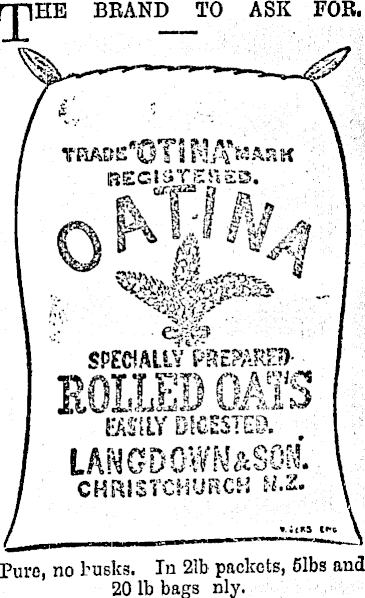 THE BRAND TO ASK FOR.
TRADE "OTINA" MARK
REGISTERED.
OATINA
SPECIALLY PREPARED
ROLLED OATS
EASILY DIGESTED.
LANGDOWN & SON.
CHRISTCHURCH N.Z.
Pure, no husks. In 2lb packets, 5lbs and
20 lb bags nly.